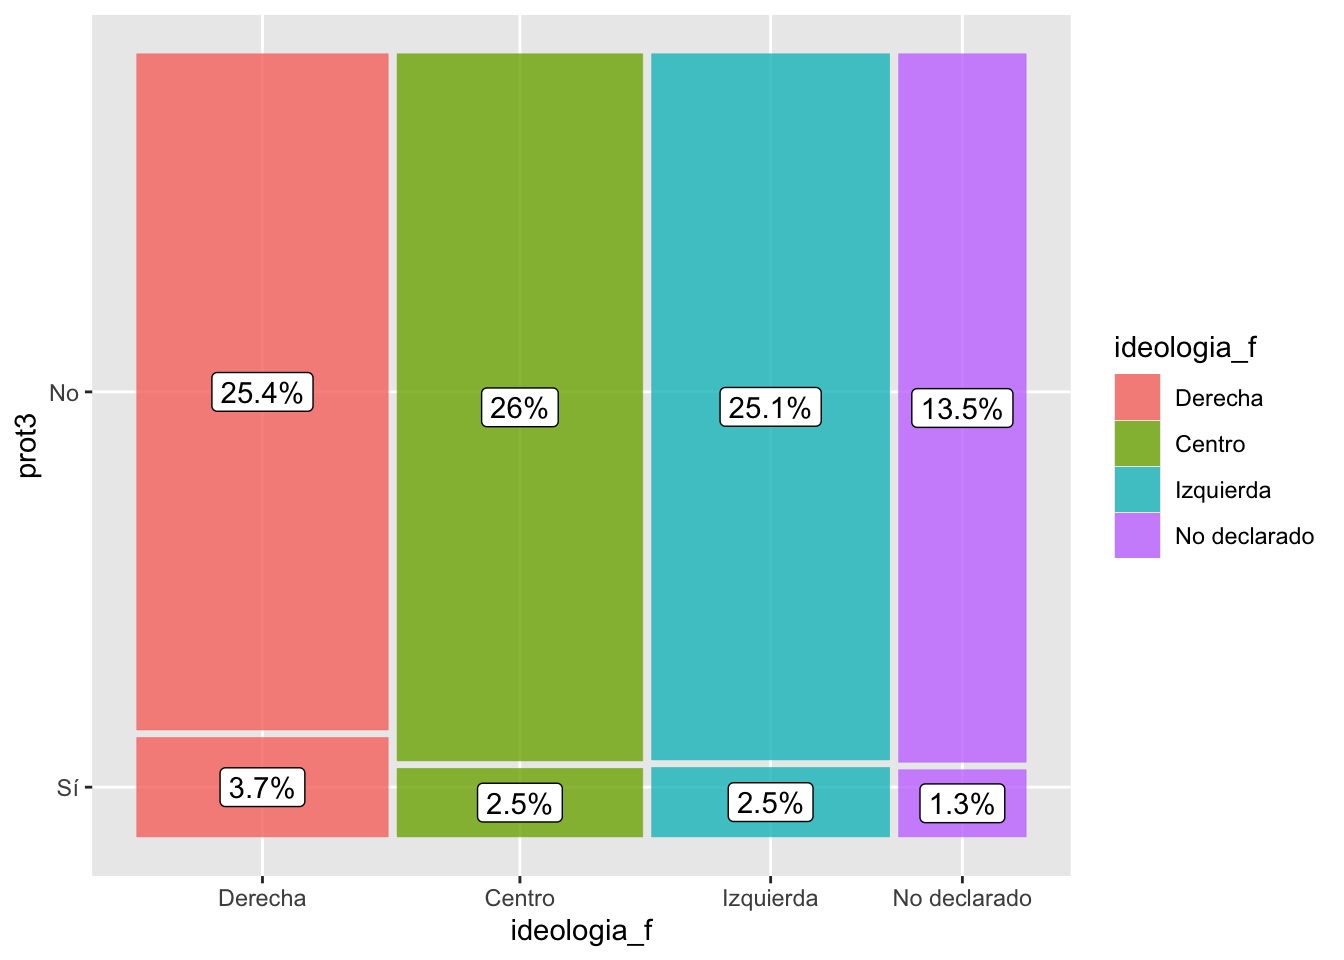 prot3
No
Sí
25.4%
26%
25.1%
13.5%
3.7%
2.5%
2.5%
1.3%
Derecha
Centro
Izquierda
No declarado
ideologia_f
ideologia_f
Derecha
Centro
Izquierda
No declarado